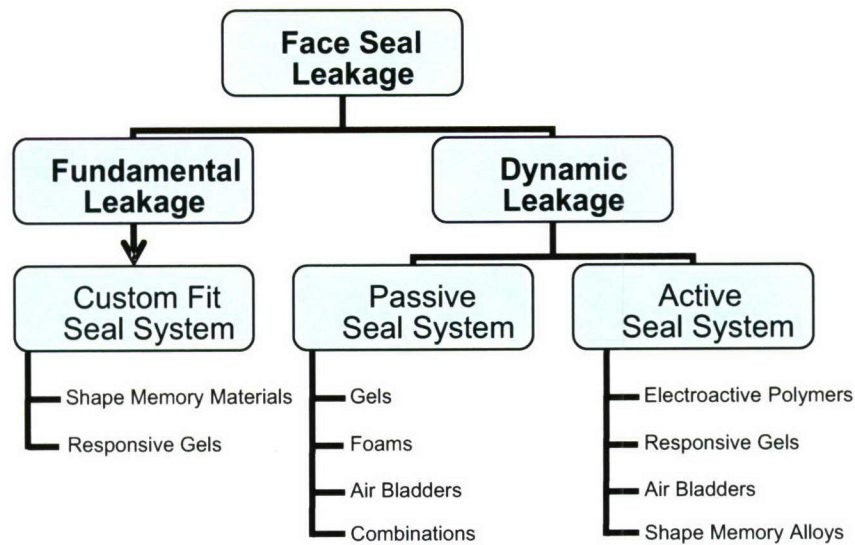 Face Seal
Leakage
Fundamental
Leakage
Dynamic
Leakage
Custom Fit
Seal System
Passive
Seal System
Active
Seal System
Shape Memory Materials
Responsive Gels
Gels
Foams
Air Bladders
Combinations
Electroactive Polymers
Responsive Gels
Air Bladders
Shape Memory Alloys